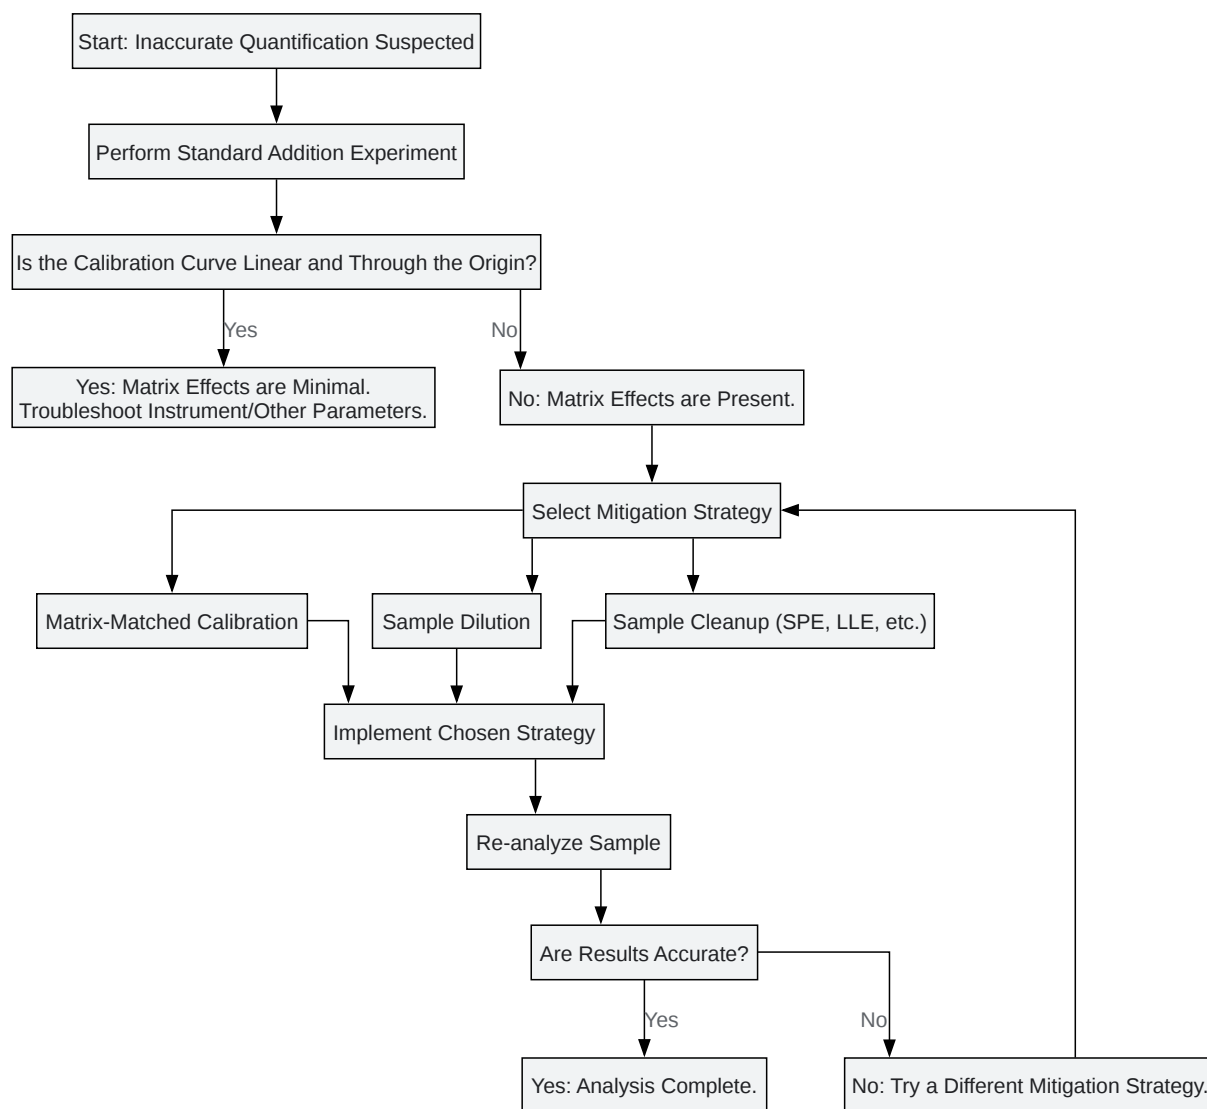 Start: Inaccurate Quantification Suspected
Perform Standard Addition Experiment
Is the Calibration Curve Linear and Through the Origin?
Yes
No
Yes: Matrix Effects are Minimal.
Troubleshoot Instrument/Other Parameters.
No: Matrix Effects are Present.
Select Mitigation Strategy
Matrix-Matched Calibration
Sample Dilution
Sample Cleanup (SPE, LLE, etc.)
Implement Chosen Strategy
Re-analyze Sample
Are Results Accurate?
Yes
No
Yes: Analysis Complete.
No: Try a Different Mitigation Strategy.